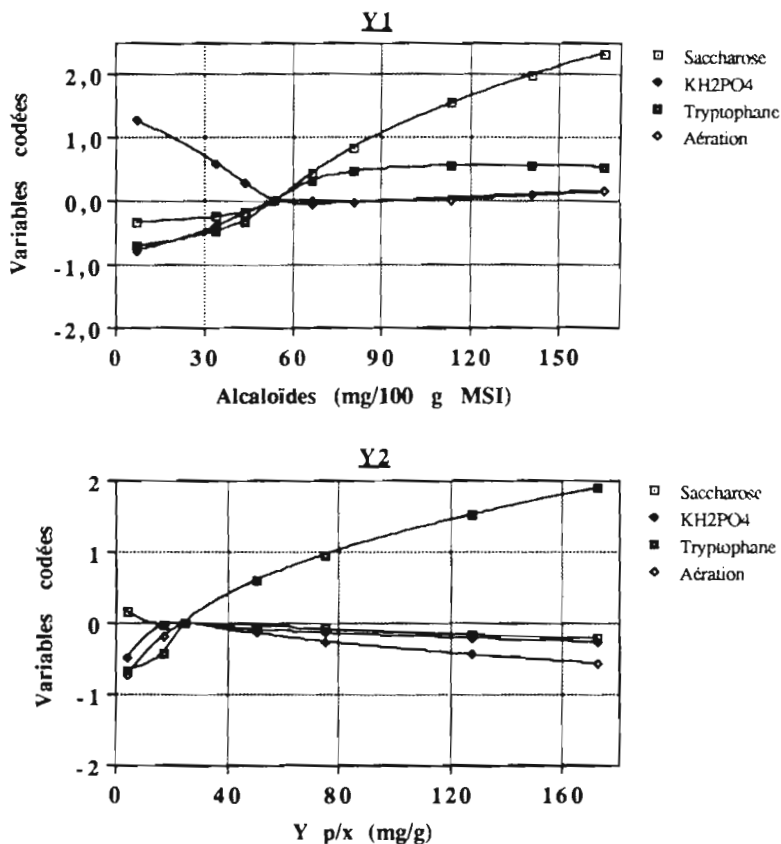 Y1
Variables codées
2,0
1,0
0,0
-1,0
-2,0
0 30 60 90 120 150
Alcaloïdes (mg/100 g MSI)
Saccharose
KH2PO4
Tryptophane
Aération
Y2
Variables codées
2
1
0
-1
-2
0 40 80 120 160
Y p/x (mg/g)
Saccharose
KH2PO4
Tryptophane
Aération